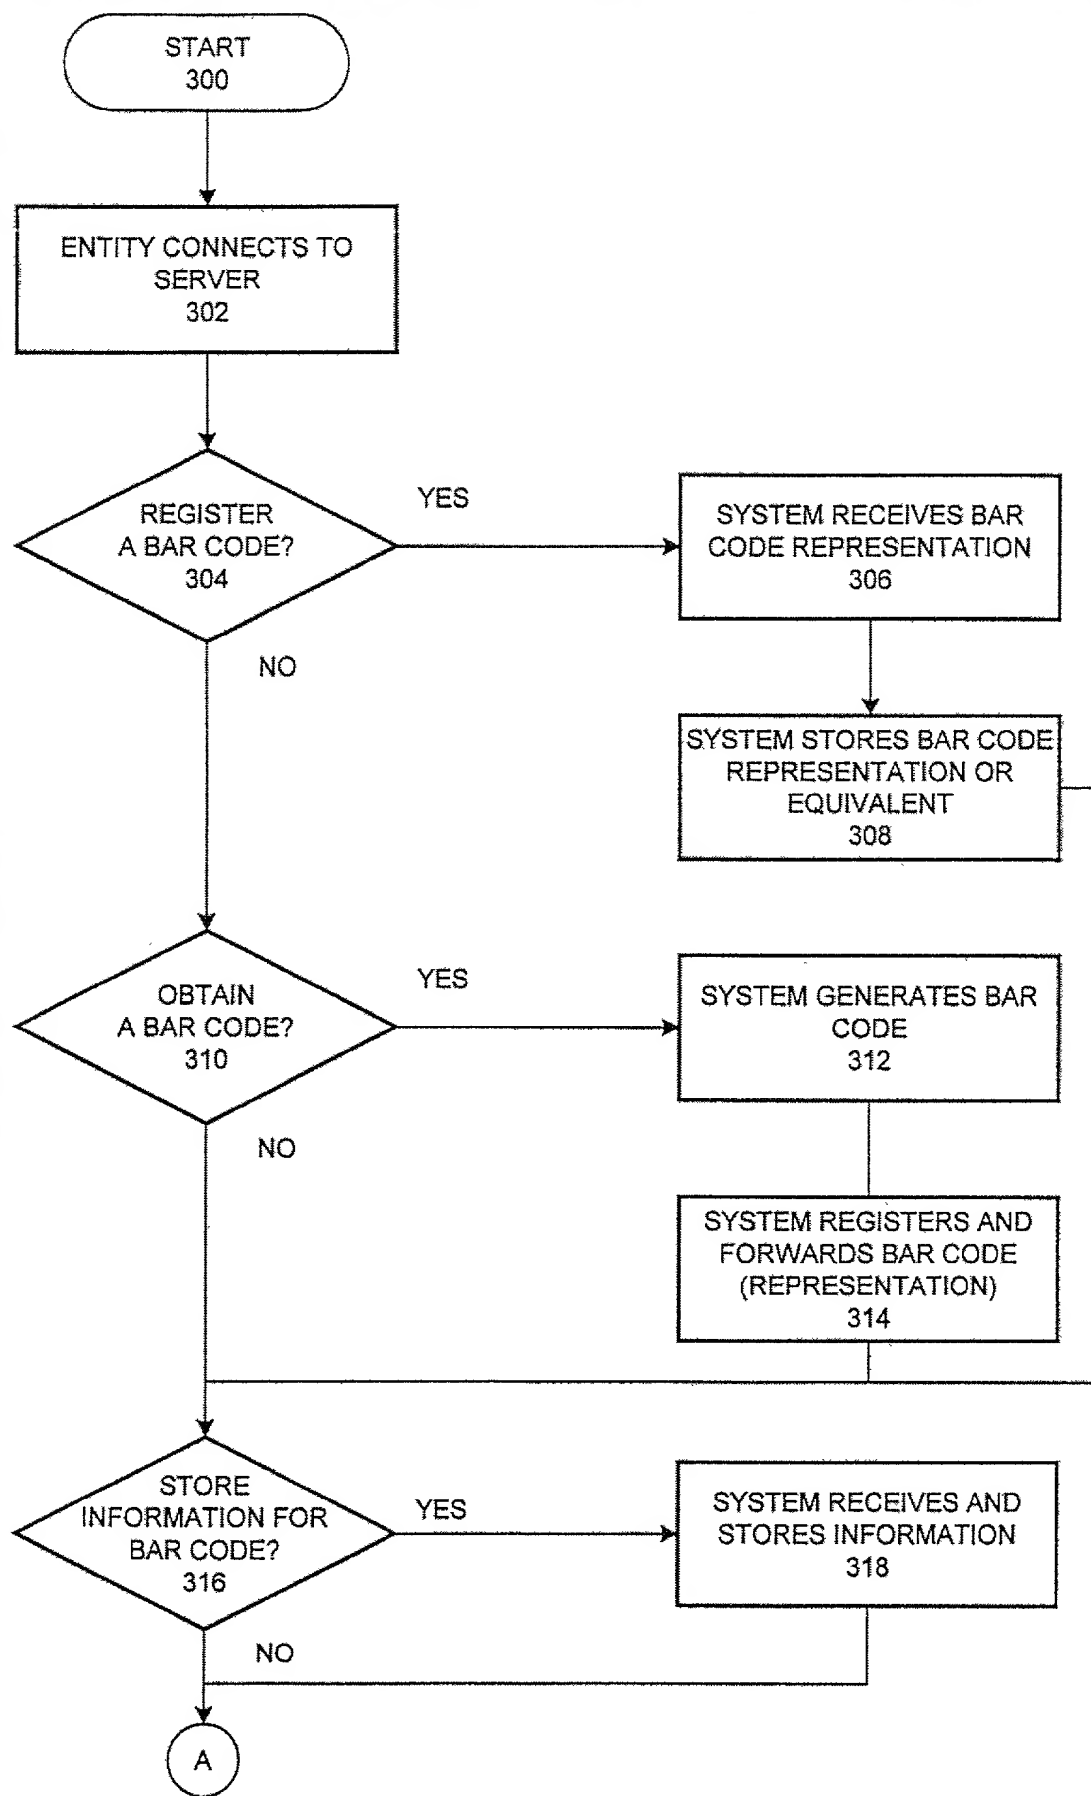 START
300
ENTITY CONNECTS TO
SERVER
302
REGISTER
A BAR CODE?
304
YES
NO
SYSTEM RECEIVES BAR
CODE REPRESENTATION
306
SYSTEM STORES BAR CODE
REPRESENTATION OR
EQUIVALENT
308
OBTAIN
A BAR CODE?
310
YES
NO
SYSTEM GENERATES BAR
CODE
312
SYSTEM REGISTERS AND
FORWARDS BAR CODE
(REPRESENTATION)
314
STORE
INFORMATION FOR
BAR CODE?
316
YES
NO
SYSTEM RECEIVES AND
STORES INFORMATION
318
A